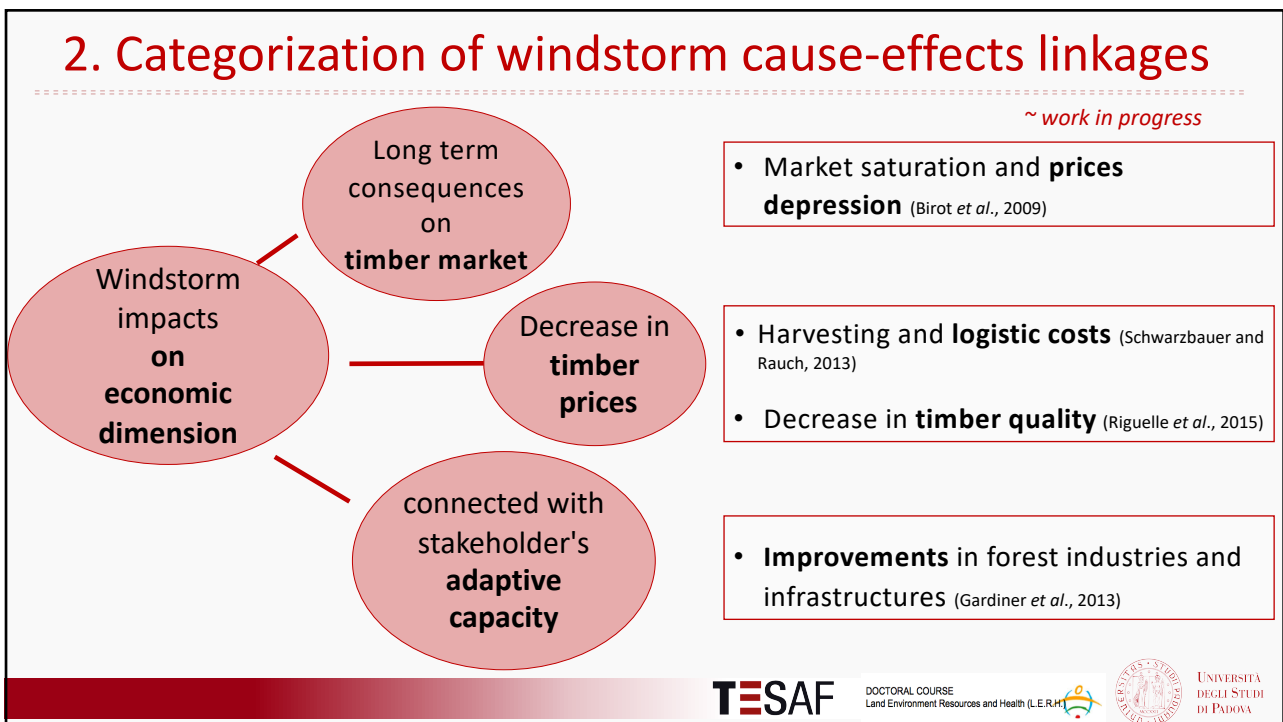 2. Categorization of windstorm cause-effects linkages
~ work in progress
Windstorm
impacts
on
economic
dimension
Long term
consequences
on
timber market
• Market saturation and prices
depression (Birot et al., 2009)
Decrease in
timber
prices
• Harvesting and logistic costs (Schwarzbauer and
Rauch, 2013)
• Decrease in timber quality (Riguelle et al., 2015)
connected with
stakeholder's
adaptive
capacity
• Improvements in forest industries and
infrastructures (Gardiner et al., 2013)
TESAF
DOCTORAL COURSE
Land Environment Resources and Health (L.E.R.H.)
UNIVERSITÀ
DEGLI STUDI
DI PADOVA